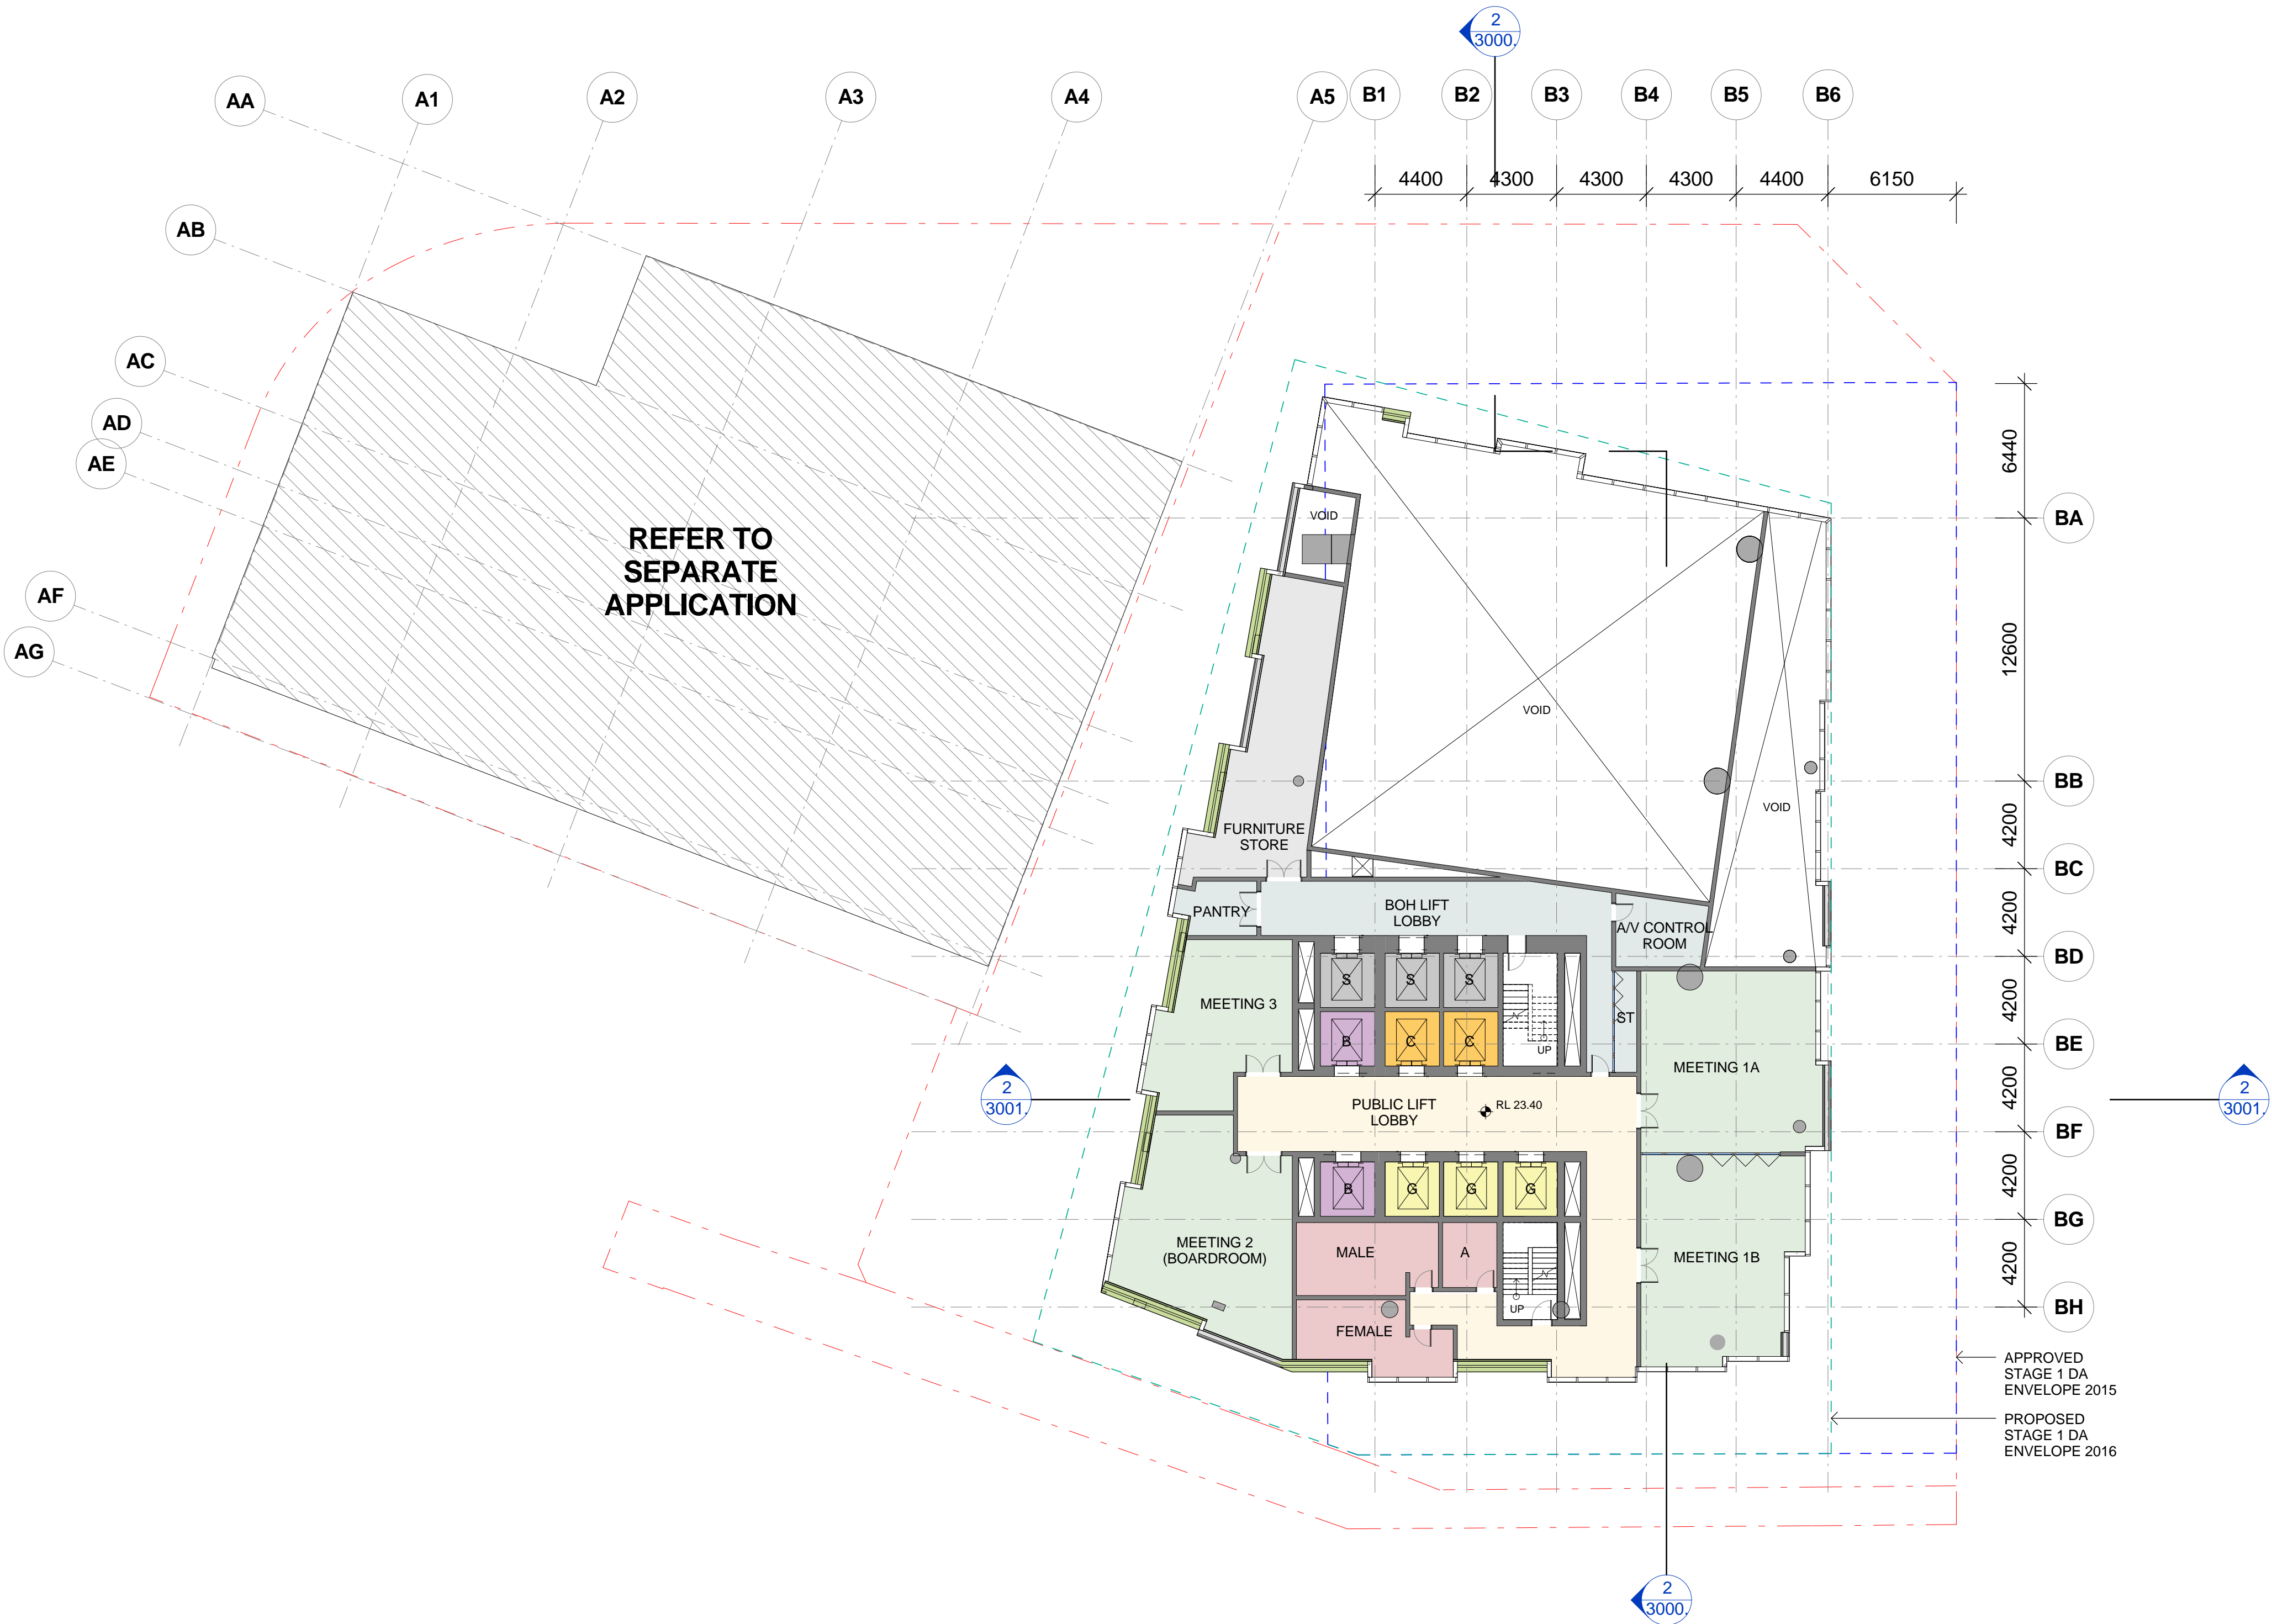 2
3000.
AA
A1
A2
A3
A4
A5
B1
B2
B3
B4
B5
B6
4400
4300
4300
4300
4400
6150
AB
AC
AD
AE
AF
AG
REFER TO
SEPARATE
APPLICATION
6440
BA
12600
BB
4200
BC
4200
BD
4200
BE
4200
BF
4200
BG
4200
BH
VOID
VOID
VOID
FURNITURE
STORE
PANTRY
BOH LIFT
LOBBY
A/V CONTROL
ROOM
MEETING 3
S
S
S
B
C
C
UP
ST
MEETING 1A
2
3001.
PUBLIC LIFT
LOBBY
RL 23.40
2
3001.
B
G
G
G
MEETING 2
(BOARDROOM)
MALE
A
MEETING 1B
UP
FEMALE
APPROVED
STAGE 1 DA
ENVELOPE 2015
PROPOSED
STAGE 1 DA
ENVELOPE 2016
2
3000.